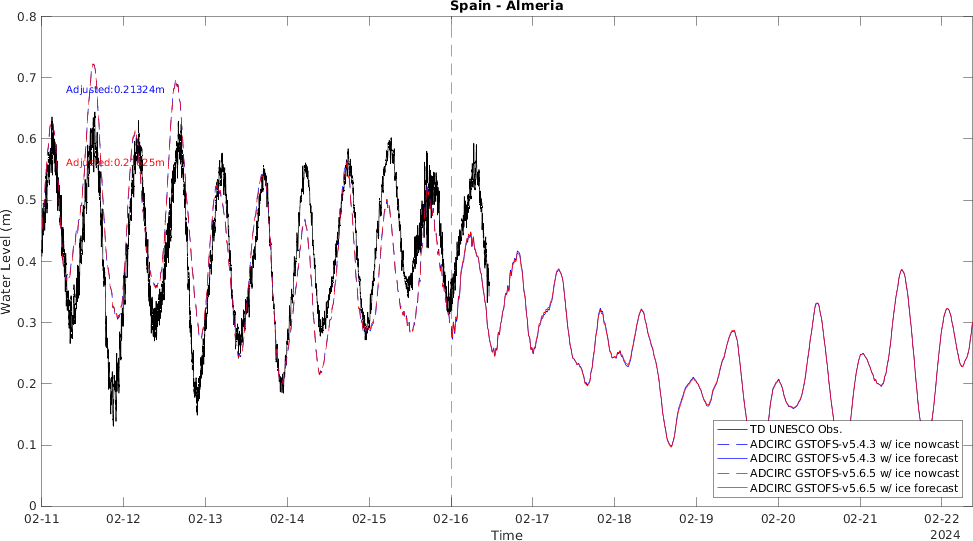 Spain - Almeria
0.8
0.7
0.6
0.5
0.4
0.3
0.2
0.1
0
Water Level (m)
Adjusted:0.21324m
TD UNESCO Obs.
ADCIRC GSTOFS-v5.4.3 w/ ice nowcast
ADCIRC GSTOFS-v5.4.3 w/ ice forecast
ADCIRC GSTOFS-v5.6.5 w/ ice nowcast
ADCIRC GSTOFS-v5.6.5 w/ ice forecast
02-11 02-12 02-13 02-14 02-15 02-16 02-17 02-18 02-19 02-20 02-21 02-22
Time
2024